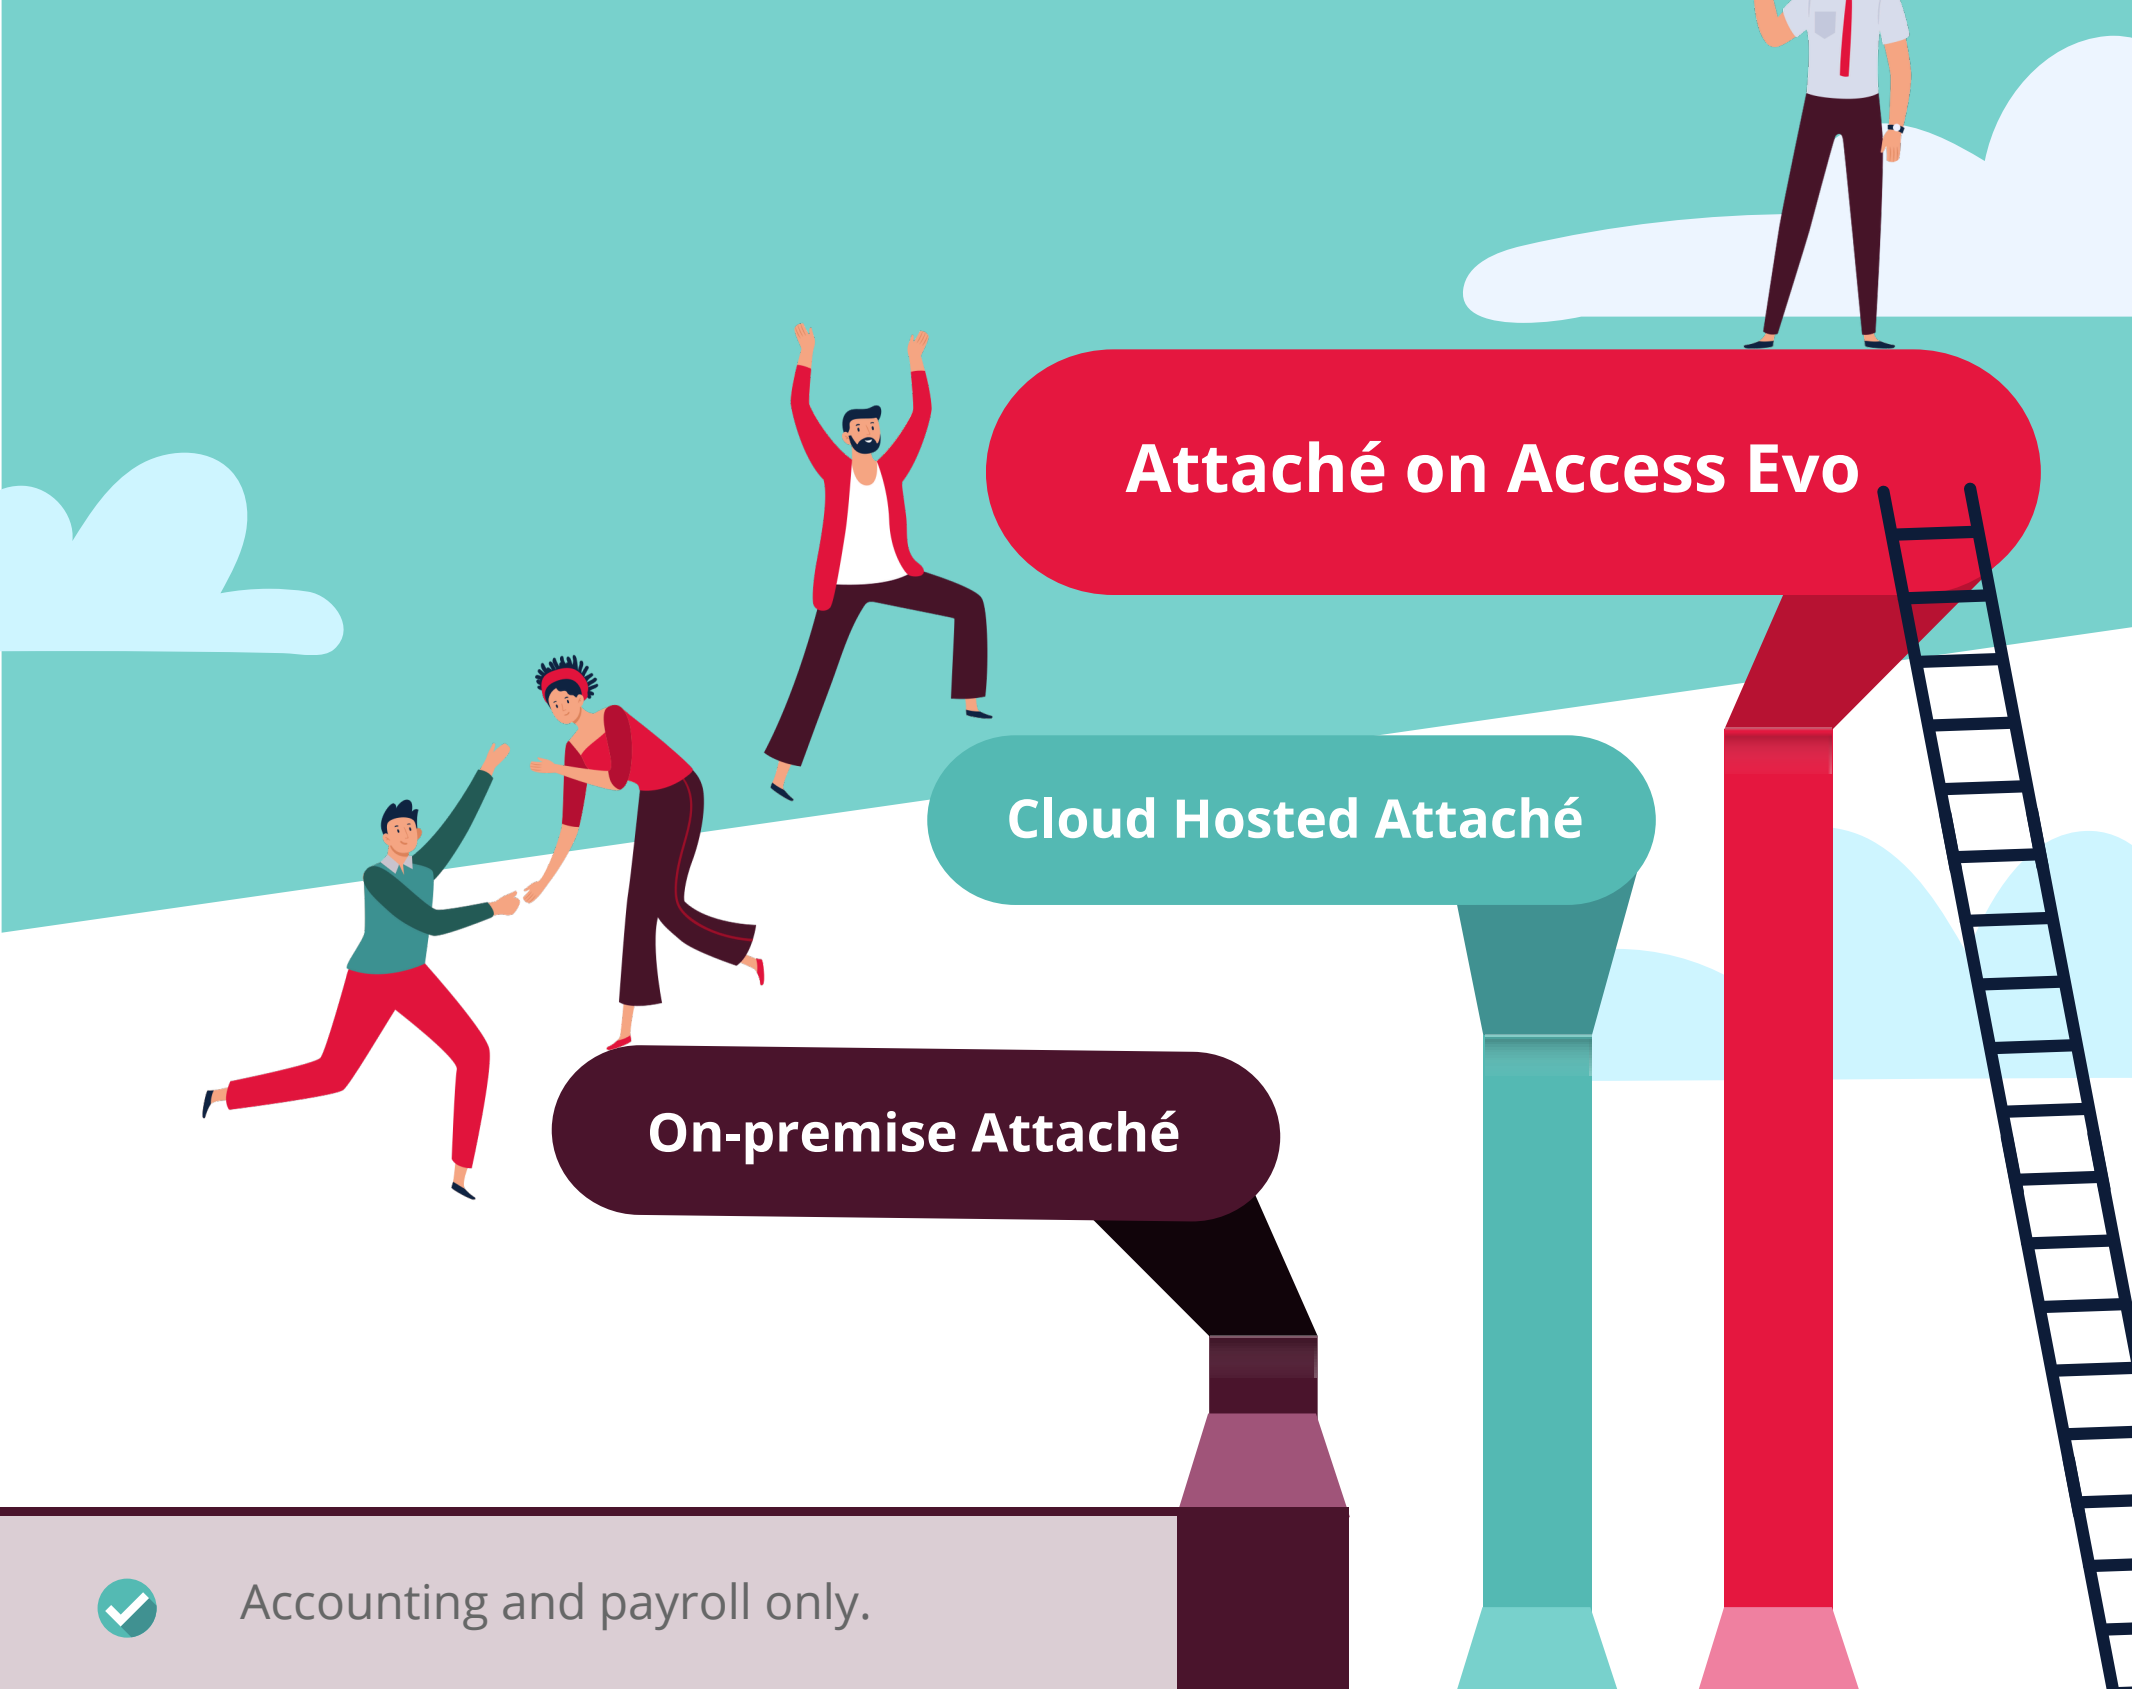 Attaché on Access Evo
Cloud Hosted Attaché
On-premise Attaché
Accounting and payroll only.